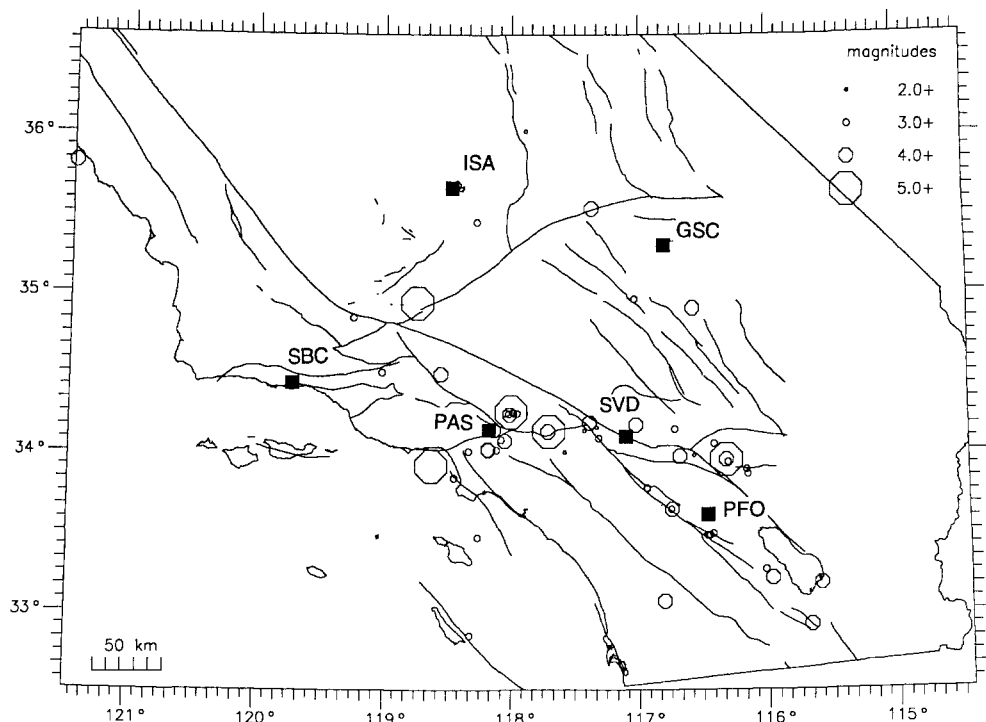 magnitudes
2.0+
3.0+
4.0+
5.0+
36°
35°
34°
33°
ISA
GSC
SBC
PAS
SVD
PFO
50 km
121° 120° 119° 118° 117° 116° 115°